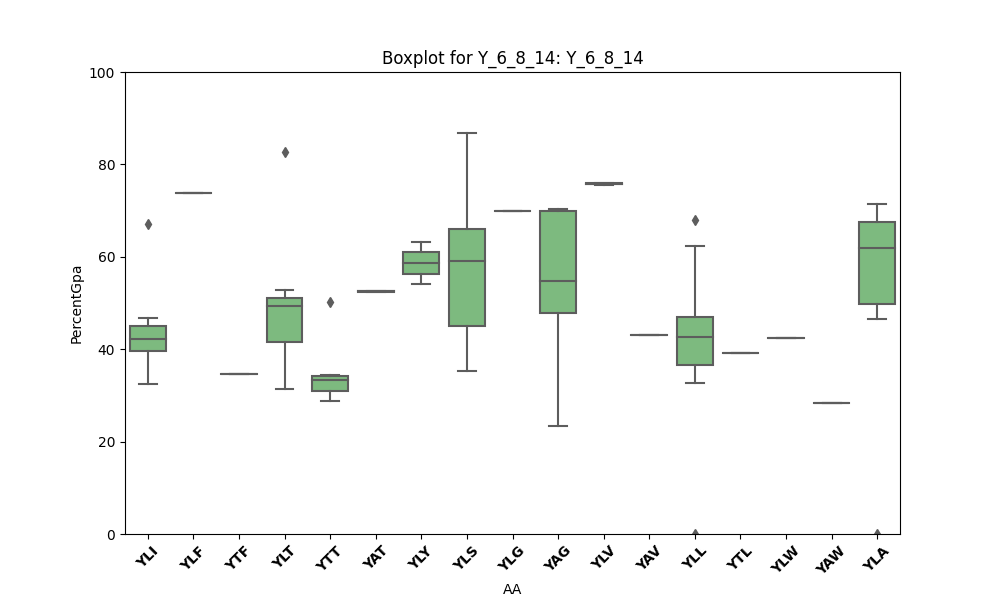 Boxplot for Y_6_8_14: Y_6_8_14
100
80
60
40
20
0
PercentGpa
YLI YLF YTF YLT YTT YAT YLY YLS YLG YAG YLV YAV YLL YTL YLW YAW YLA
AA